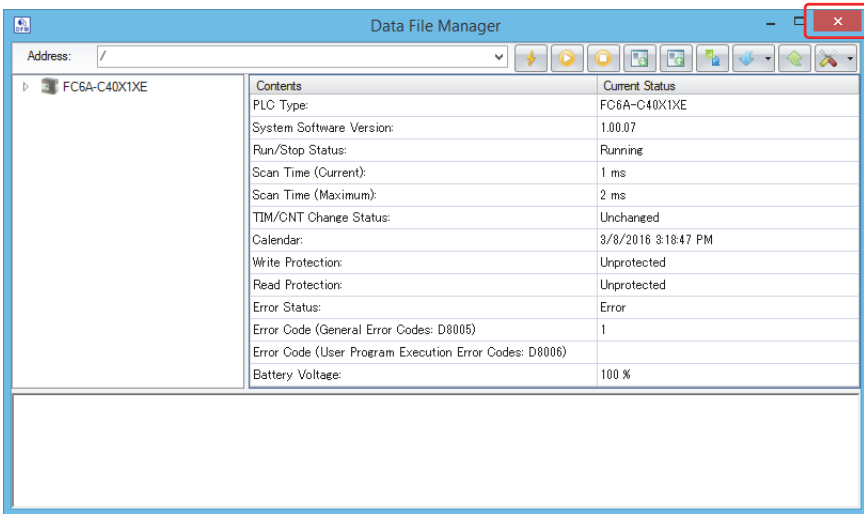 DFM
Data File Manager
Address: /
FC6A-C40X1XE
Contents Current Status
PLC Type: FC6A-C40X1XE
System Software Version: 1.00.07
Run/Stop Status: Running
Scan Time (Current): 1 ms
Scan Time (Maximum): 2 ms
TIM/CNT Change Status: Unchanged
Calendar: 3/8/2016 3:18:47 PM
Write Protection: Unprotected
Read Protection: Unprotected
Error Status: Error
Error Code (General Error Codes: D8005) 1
Error Code (User Program Execution Error Codes: D8006)
Battery Voltage: 100 %